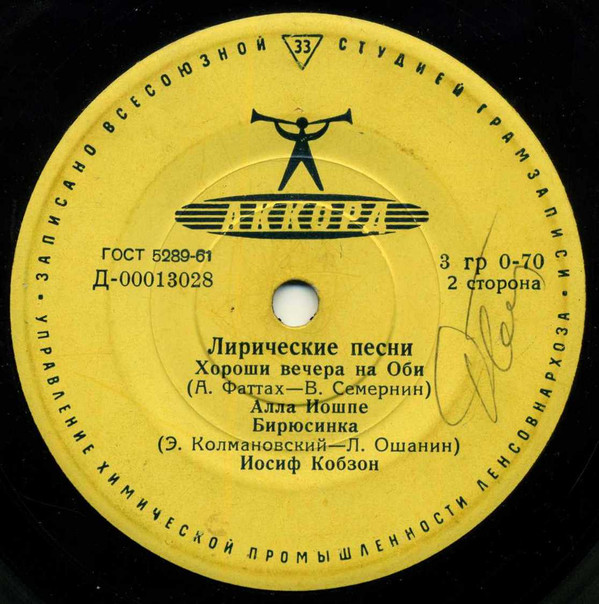 ЗАПИСАНО ВСЕСОЮЗНОЙ СТУДИЕЙ ГРАМЗАПИСИ
33
АККОРД
ГОСТ 5289-61
Д-00013028
3 гр 0-70
2 сторона
Лирические песни
Хороши вечера на Оби
(А. Фаттах—В. Семернин)
Алла Иошпе
Бирюсинка
(Э. Колмановский—Л. Ошанин)
Иосиф Кобзон
УПРАВЛЕНИЕ ХИМИЧЕСКОЙ ПРОМЫШЛЕННОСТИ ЛЕНСОВНАРХОЗА